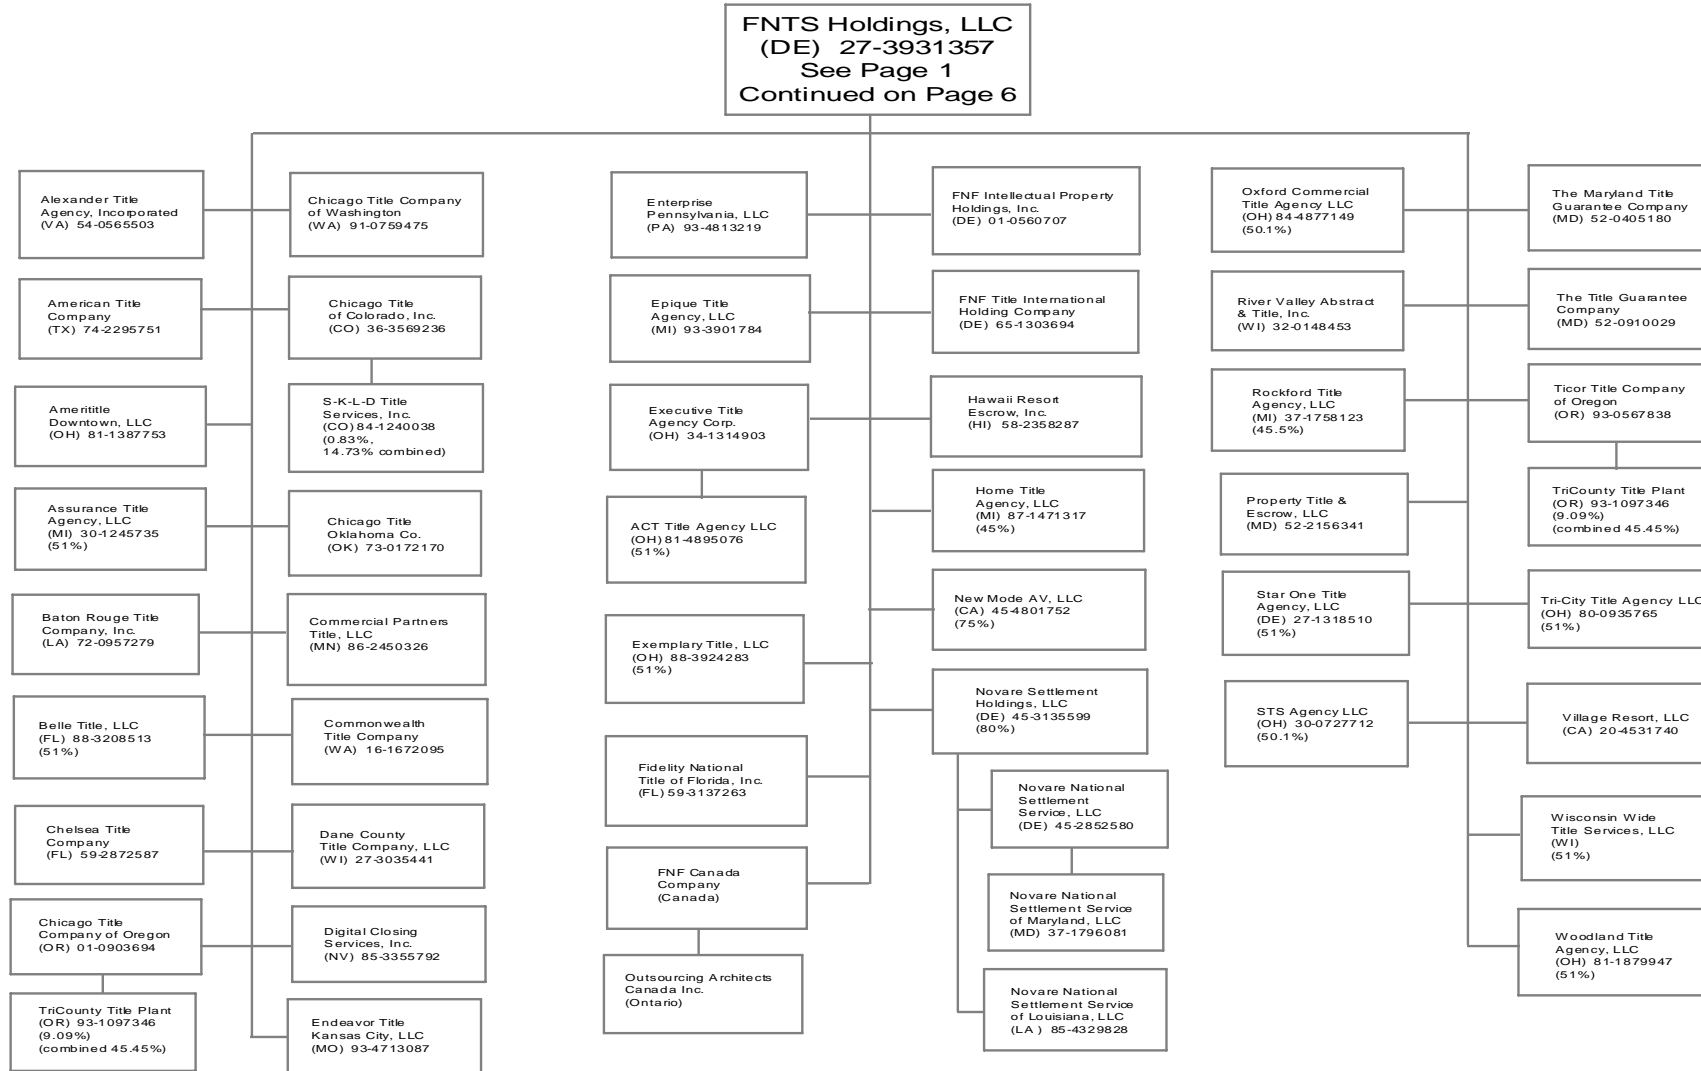 FNTS Holdings, LLC
(DE) 27-3931357
See Page 1
Continued on Page 6
Alexander Title
Agency, Incorporated
(VA) 54-0565503
Chicago Title Company
of Washington
(WA) 91-0759475
American Title
Company
(TX) 74-2295751
Chicago Title
of Colorado, Inc.
(CO) 36-3569236
Amerititle
Downtown, LLC
(OH) 81-1387753
S-K-L-D Title
Services, Inc.
(CO) 84-1240038
(0.83%,
14.73% combined)
Assurance Title
Agency, LLC
(MI) 30-1245735
(51%)
Chicago Title
Oklahoma Co.
(OK) 73-0172170
Baton Rouge Title
Company, Inc.
(LA) 72-0957279
Commercial Partners
Title, LLC
(MN) 86-2450326
Belle Title, LLC
(FL) 88-3208513
(51%)
Commonwealth
Title Company
(WA) 16-1672095
Chelsea Title
Company
(FL) 59-2872587
Dane County
Title Company, LLC
(WI) 27-3035441
Chicago Title
Company of Oregon
(OR) 01-0903694
Digital Closing
Services, Inc.
(NV) 85-3355792
TriCounty Title Plant
(OR) 93-1097346
(9.09%)
(combined 45.45%)
Endeavor Title
Kansas City, LLC
(MO) 93-4713087
Enterprise
Pennsylvania, LLC
(PA) 93-4813219
FNF Intellectual Property
Holdings, Inc.
(DE) 01-0560707
Epique Title
Agency, LLC
(MI) 93-3901784
FNF Title International
Holding Company
(DE) 65-1303694
Executive Title
Agency Corp.
(OH) 34-1314903
Hawaii Resort
Escrow, Inc.
(HI) 58-2358287
ACT Title Agency LLC
(OH) 81-4895076
(51%)
Home Title
Agency, LLC
(MI) 87-1471317
(45%)
New Mode AV, LLC
(CA) 45-4801752
(75%)
Exemplary Title, LLC
(OH) 88-3924283
(51%)
Novare Settlement
Holdings, LLC
(DE) 45-3135599
(80%)
Fidelity National
Title of Florida, Inc.
(FL) 59-3137263
Novare National
Settlement
Service, LLC
(DE) 45-2852580
FNF Canada
Company
(Canada)
Novare National
Settlement Service
of Maryland, LLC
(MD) 37-1796081
Outsourcing Architects
Canada Inc.
(Ontario)
Novare National
Settlement Service
of Louisiana, LLC
(LA ) 85-4329828
Oxford Commercial
Title Agency LLC
(OH) 84-4877149
(50.1%)
The Maryland Title
Guarantee Company
(MD) 52-0405180
River Valley Abstract
& Title, Inc.
(WI) 32-0148453
The Title Guarantee
Company
(MD) 52-0910029
Rockford Title
Agency, LLC
(MI) 37-1758123
(45.5%)
Ticor Title Company
of Oregon
(OR) 93-0567838
Property Title &
Escrow, LLC
(MD) 52-2156341
TriCounty Title Plant
(OR) 93-1097346
(9.09%)
(combined 45.45%)
Star One Title
Agency, LLC
(DE) 27-1318510
(51%)
Tri-City Title Agency LLC
(OH) 80-0935765
(51%)
STS Agency LLC
(OH) 30-0727712
(50.1%)
Village Resort, LLC
(CA) 20-4531740
Wisconsin Wide
Title Services, LLC
(WI)
(51%)
Woodland Title
Agency, LLC
(OH) 81-1879947
(51%)